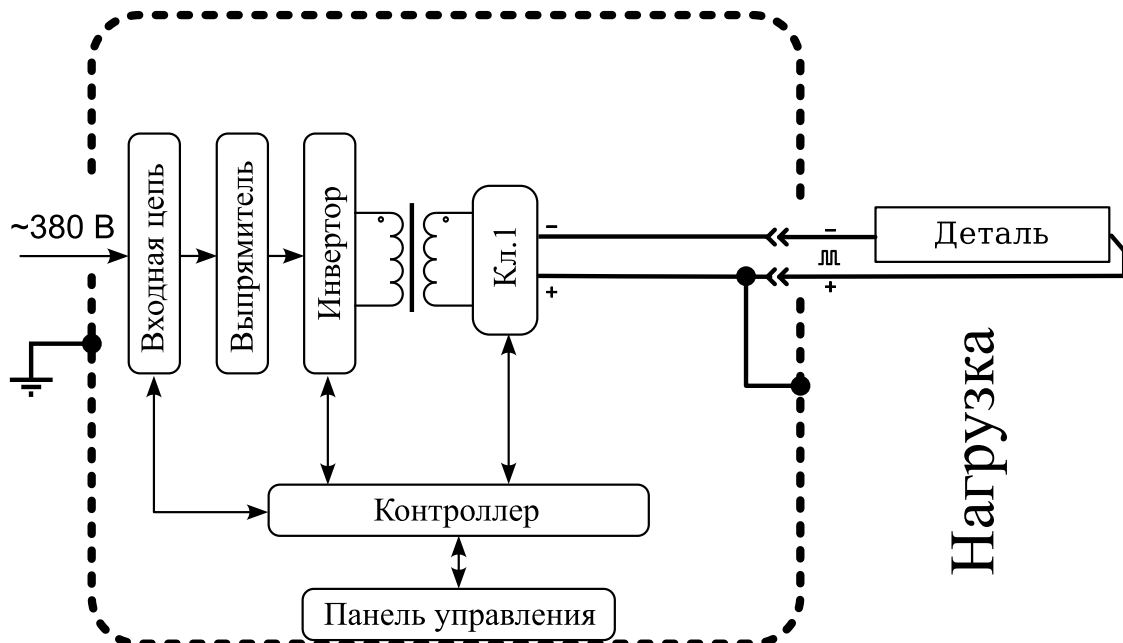 ~380 В
Входная цепь
Выпрямитель
Инвертор
Кл.1
−
+
−
+
Деталь
Нагрузка
Контроллер
Панель управления